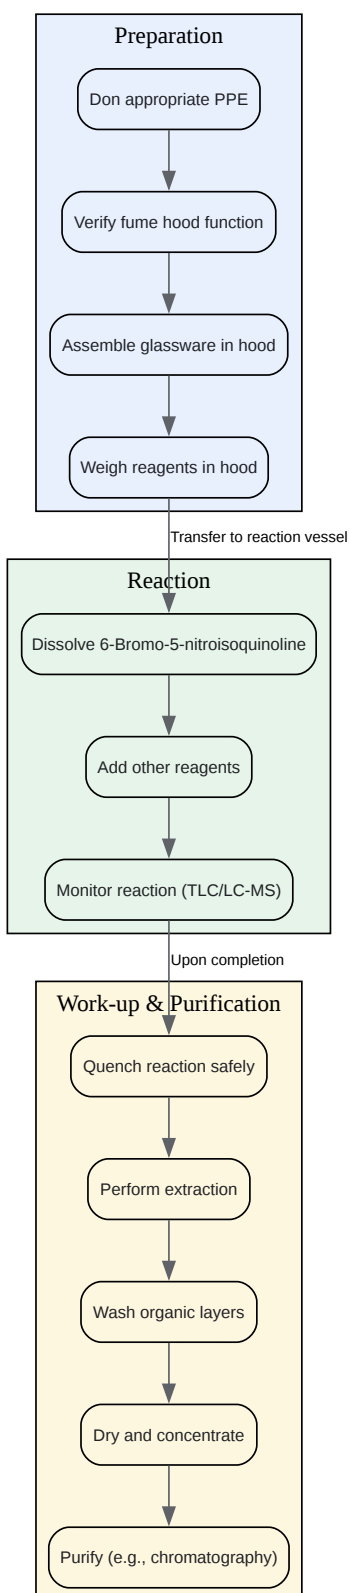 Preparation
Don appropriate PPE
Verify fume hood function
Assemble glassware in hood
Weigh reagents in hood
Transfer to reaction vessel
Reaction
Dissolve 6-Bromo-5-nitroisoquinoline
Add other reagents
Monitor reaction (TLC/LC-MS)
Upon completion
Work-up & Purification
Quench reaction safely
Perform extraction
Wash organic layers
Dry and concentrate
Purify (e.g., chromatography)